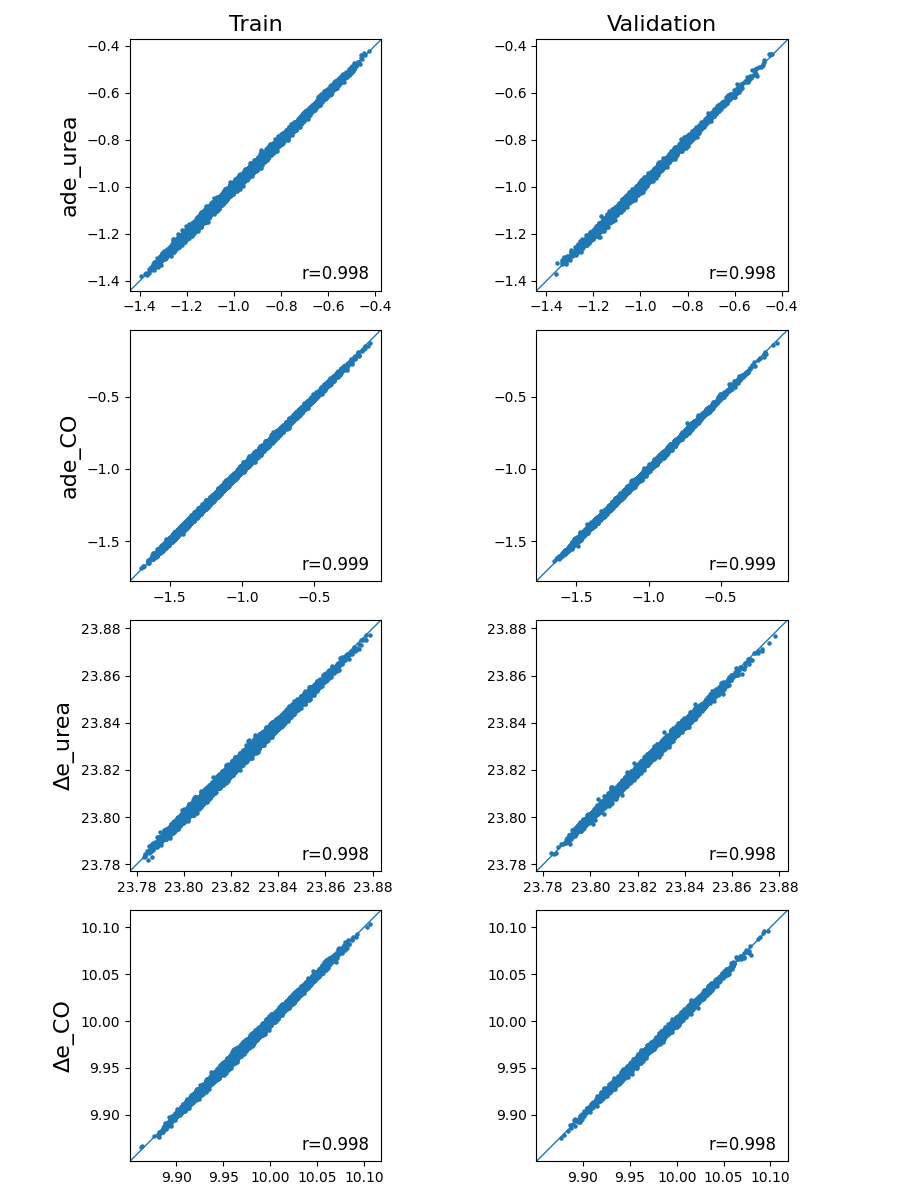 Train Validation
−0.4 −0.4
−0.6 −0.6
−0.8 −0.8
ade_urea
−1.0 −1.0
−1.2 −1.2
r=0.998 r=0.998
−1.4 −1.4
−1.4 −1.2 −1.0 −0.8 −0.6 −0.4 −1.4 −1.2 −1.0 −0.8 −0.6 −0.4
−0.5 −0.5
ade_CO
−1.0 −1.0
−1.5 −1.5
r=0.999 r=0.999
−1.5 −1.0 −0.5 −1.5 −1.0 −0.5
23.88 23.88
23.86 23.86
23.84 23.84
Δe_urea
23.82 23.82
23.80 23.80
r=0.998 r=0.998
23.78 23.78
23.78 23.80 23.82 23.84 23.86 23.88 23.78 23.80 23.82 23.84 23.86 23.88
10.10 10.10
10.05 10.05
10.00 10.00
Δe_CO
9.95 9.95
9.90 9.90
r=0.998 r=0.998
9.90 9.95 10.00 10.05 10.10 9.90 9.95 10.00 10.05 10.10